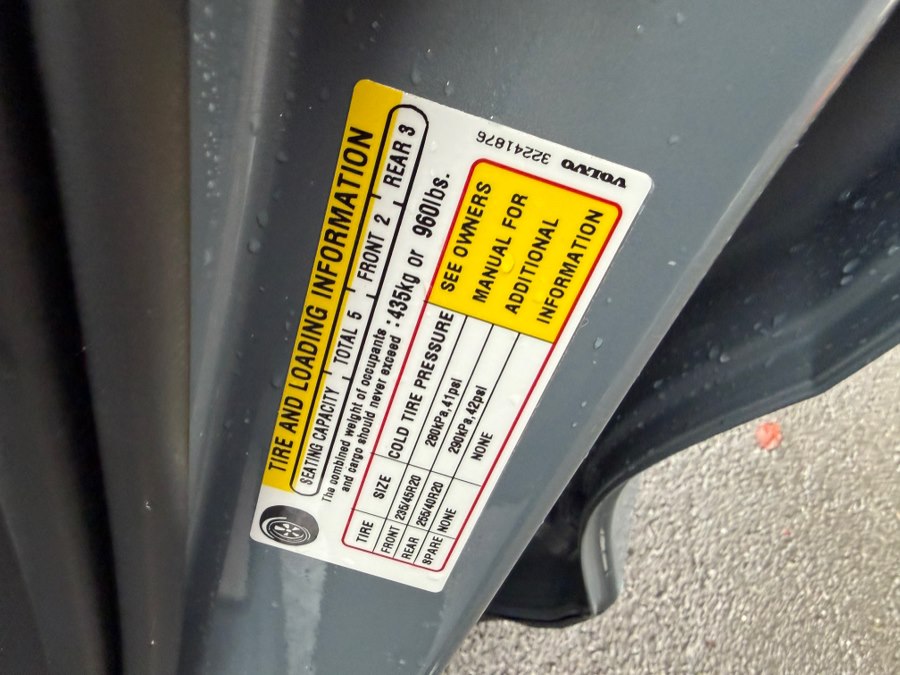 TIRE AND LOADING INFORMATION
SEATING CAPACITY TOTAL 5 FRONT 2 REAR 3
The combined weight of occupants
and cargo should never exceed : 435kg or 960lbs.
TIRE SIZE COLD TIRE PRESSURE
FRONT 235/45R20 280kPa,41psi
REAR 255/40R20 290kPa,42psi
SPARE NONE NONE
SEE OWNERS
MANUAL FOR
ADDITIONAL
INFORMATION
VOLVO 32241876